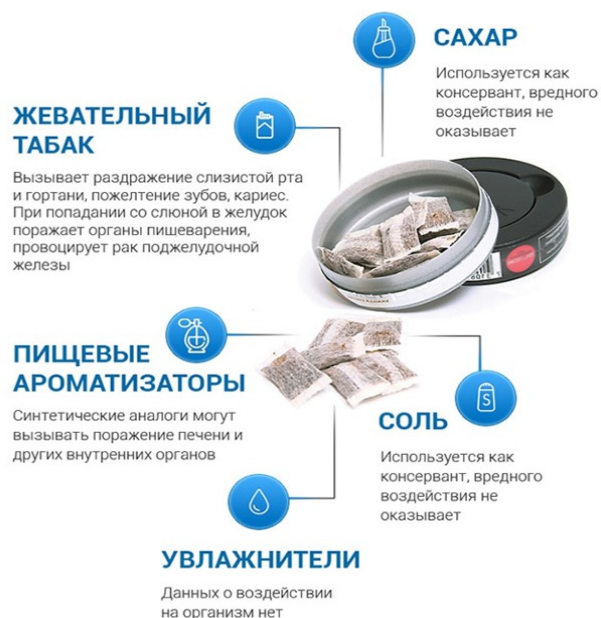 САХАР
Используется как
консервант, вредного
воздействия не
оказывает
ЖЕВАТЕЛЬНЫЙ
ТАБАК
Вызывает раздражение слизистой рта
и гортани, пожелтение зубов, кариес.
При попадании со слюной в желудок
поражает органы пишеварения,
провоцирует рак поджелудочной
железы
ПИЩЕВЫЕ
АРОМАТИЗАТОРЫ
Синтетические аналоги могут
вызывать поражение печени и
других внутренних органов
S
СОЛЬ
Используется как
консервант, вредного
воздействия не
оказывает
УВЛАЖНИТЕЛИ
Данных о воздействии
на организм нет